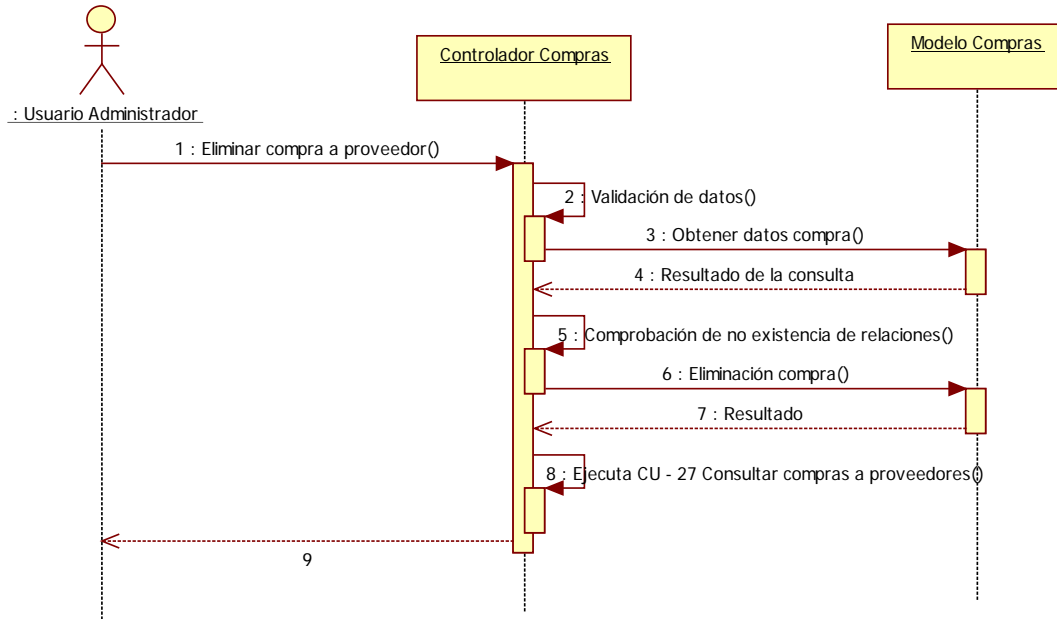 Controlador Compras
Modelo Compras
: Usuario Administrador
1 : Eliminar compra a proveedor()
2 : Validación de datos()
3 : Obtener datos compra()
4 : Resultado de la consulta
5 : Comprobación de no existencia de relaciones()
6 : Eliminación compra()
7 : Resultado
8 : Ejecuta CU - 27 Consultar compras a proveedores()
9